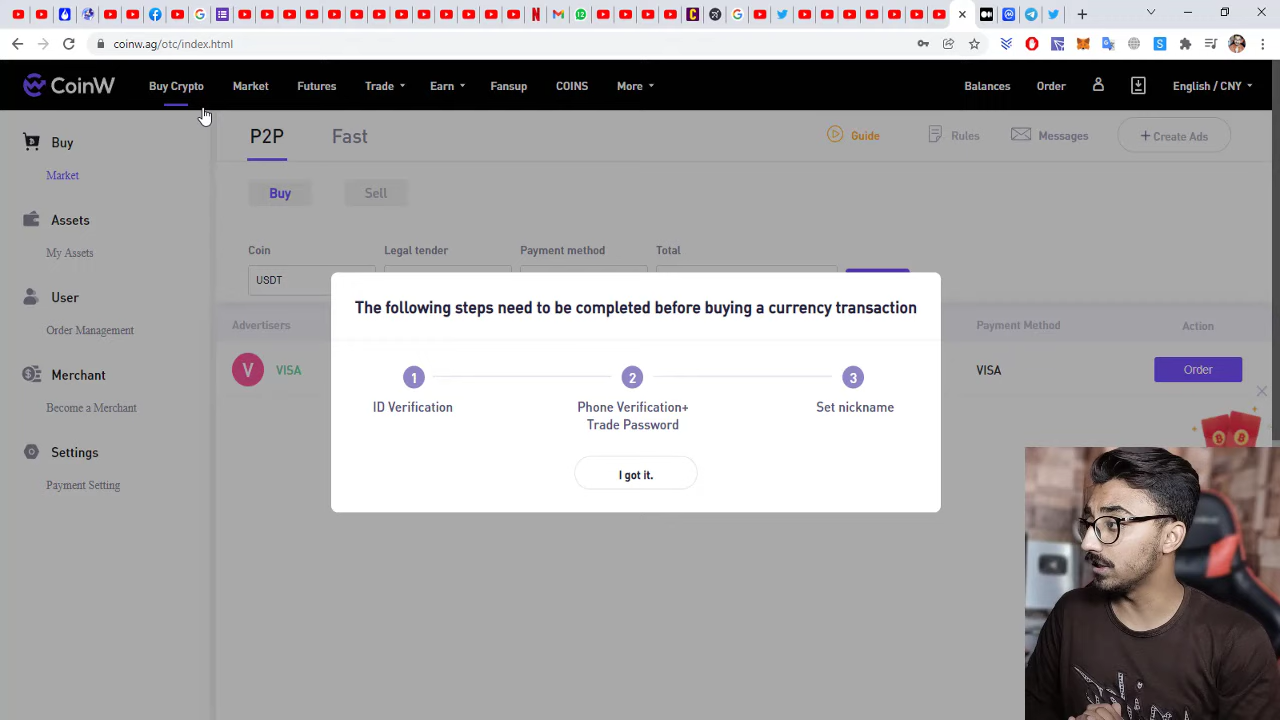 coinw.ag/otc/index.html
CoinW
Buy Crypto
Market
Futures
Trade
Earn
Fansup
COINS
More
Balances
Order
English / CNY
Buy
Market
Assets
My Assets
User
Order Management
Merchant
Become a Merchant
Settings
Payment Setting
P2P
Fast
Guide
Rules
Messages
+ Create Ads
Buy
Sell
Coin
Legal tender
Payment method
Total
USDT
Advertisers
Payment Method
Action
V
VISA
VISA
Order
The following steps need to be completed before buying a currency transaction
1
2
3
ID Verification
Phone Verification+
Trade Password
Set nickname
I got it.